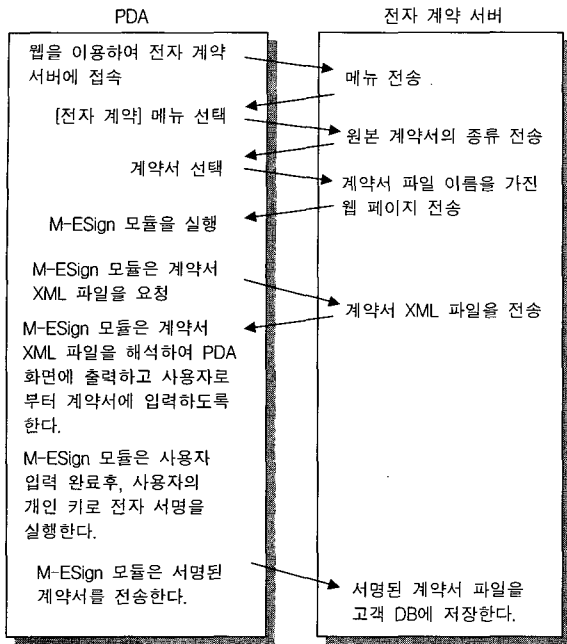 PDA
전자 계약 서버
웹을 이용하여 전자 계약
서버에 접속
메뉴 전송
[전자 계약] 메뉴 선택
원본 계약서의 종류 전송
계약서 선택
계약서 파일 이름을 가진
웹 페이지 전송
M-ESign 모듈을 실행
M-ESign 모듈은 계약서
XML 파일을 요청
계약서 XML 파일을 전송
M-ESign 모듈은 계약서
XML 파일을 해석하여 PDA
화면에 출력하고 사용자로
부터 계약서에 입력하도록
한다.
M-ESign 모듈은 사용자
입력 완료후, 사용자의
개인 키로 전자 서명을
실행한다.
M-ESign 모듈은 서명된
계약서를 전송한다.
서명된 계약서 파일을
고객 DB에 저장한다.